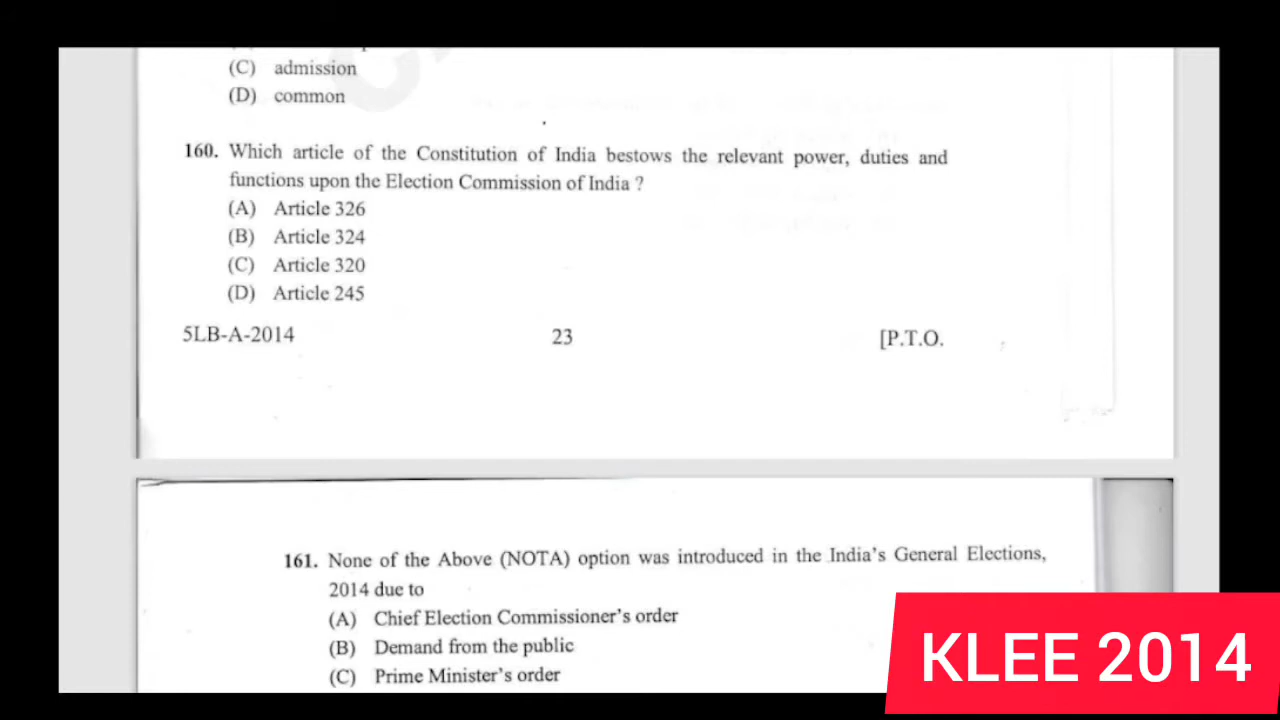 (C) admission
(D) common
160. Which article of the Constitution of India bestows the relevant power, duties and
functions upon the Election Commission of India ?
(A) Article 326
(B) Article 324
(C) Article 320
(D) Article 245
5LB-A-2014 23 [P.T.O.
161. None of the Above (NOTA) option was introduced in the India's General Elections,
2014 due to
(A) Chief Election Commissioner's order
(B) Demand from the public
(C) Prime Minister's order
KLEE 2014